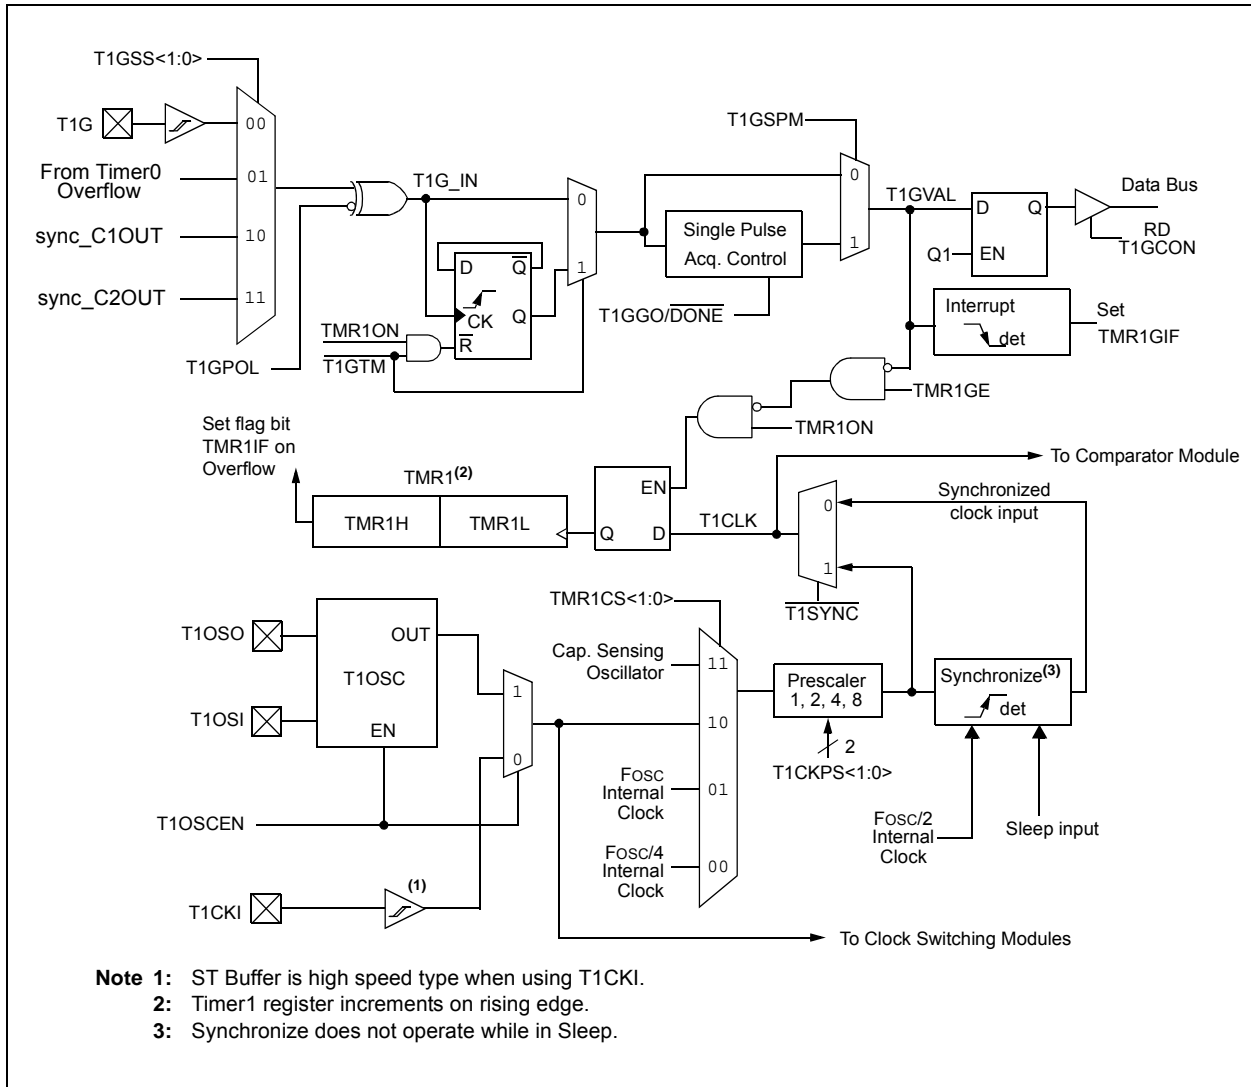 T1GSS<1:0>
T1G
00
From Timer0
Overflow
01
sync_C1OUT
10
sync_C2OUT
11
T1GPOL
T1G_IN
0
1
D
Q
CK
Q
R
TMR1ON
T1GTM
T1GSPM
0
1
Single Pulse
Acq. Control
T1GGO/DONE
T1GVAL
D
Q
Q1
EN
Data Bus
RD
T1GCON
Interrupt
det
Set
TMR1GIF
TMR1GE
TMR1ON
Set flag bit
TMR1IF on
Overflow
TMR1(2)
TMR1H
TMR1L
EN
Q
D
T1CLK
To Comparator Module
0
1
Synchronized
clock input
T1SYNC
T1OSO
T1OSI
OUT
T1OSC
EN
1
0
T1OSCEN
T1CKI
(1)
TMR1CS<1:0>
Cap. Sensing
Oscillator
11
10
FOSC
Internal
Clock
01
FOSC/4
Internal
Clock
00
Prescaler
1, 2, 4, 8
2
T1CKPS<1:0>
Synchronize(3)
det
FOSC/2
Internal
Clock
Sleep input
To Clock Switching Modules
Note 1: ST Buffer is high speed type when using T1CKI.
2: Timer1 register increments on rising edge.
3: Synchronize does not operate while in Sleep.